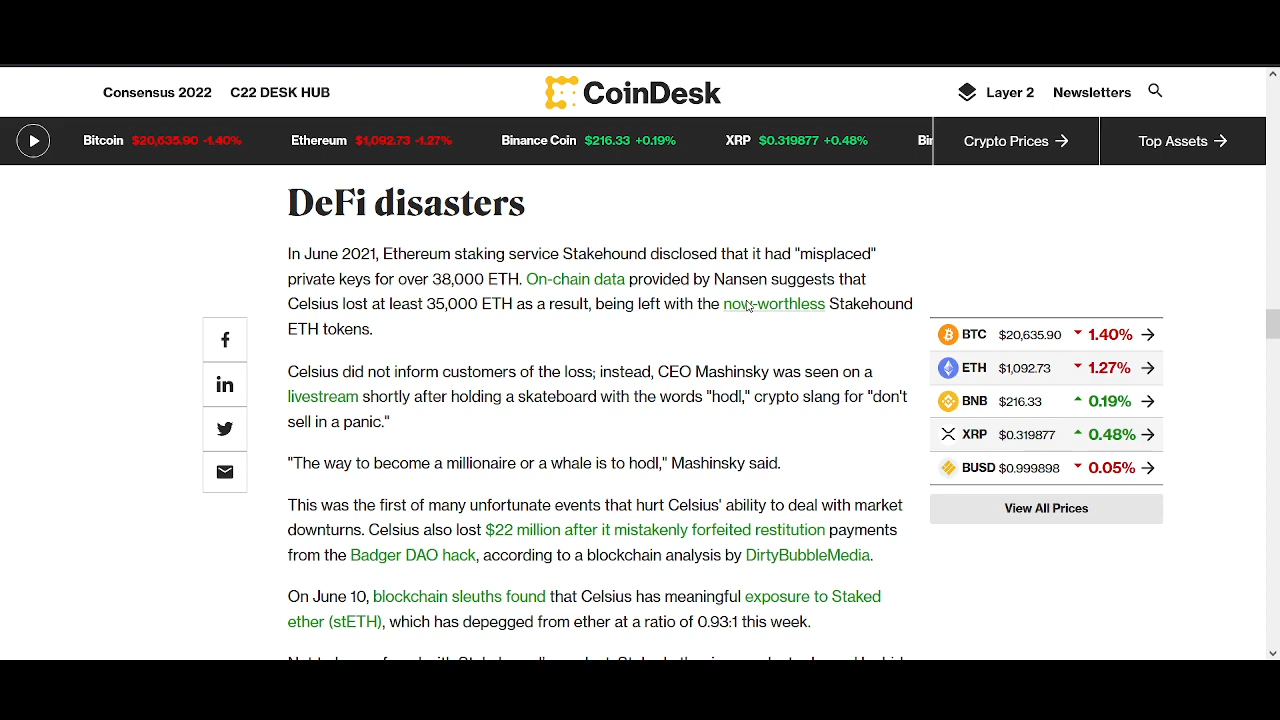 Consensus 2022 C22 DESK HUB CoinDesk Layer 2 Newsletters
Bitcoin $20,635.90 -1.40% Ethereum $1,092.73 -1.27% Binance Coin $216.33 +0.19% XRP $0.319877 +0.48% Crypto Prices → Top Assets →
DeFi disasters
In June 2021, Ethereum staking service Stakehound disclosed that it had "misplaced"
private keys for over 38,000 ETH. On-chain data provided by Nansen suggests that
Celsius lost at least 35,000 ETH as a result, being left with the now-worthless Stakehound
ETH tokens.
Celsius did not inform customers of the loss; instead, CEO Mashinsky was seen on a
livestream shortly after holding a skateboard with the words "hodl," crypto slang for "don't
sell in a panic."
"The way to become a millionaire or a whale is to hodl," Mashinsky said.
This was the first of many unfortunate events that hurt Celsius' ability to deal with market
downturns. Celsius also lost $22 million after it mistakenly forfeited restitution payments
from the Badger DAO hack, according to a blockchain analysis by DirtyBubbleMedia.
On June 10, blockchain sleuths found that Celsius has meaningful exposure to Staked
ether (stETH), which has depegged from ether at a ratio of 0.93:1 this week.
f
in
BTC $20,635.90 1.40% →
ETH $1,092.73 1.27% →
BNB $216.33 0.19% →
XRP $0.319877 0.48% →
BUSD $0.999898 0.05% →
View All Prices